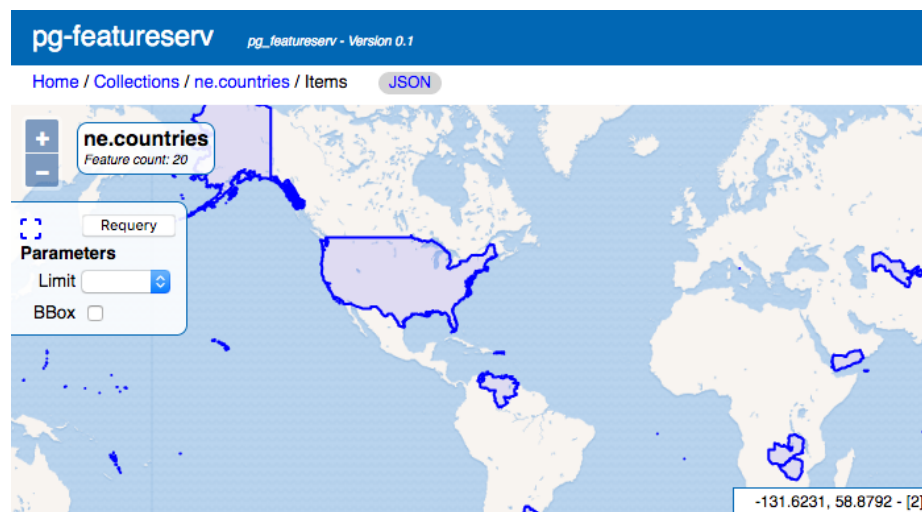 pg-featureserv pg_featureserv - Version 0.1
Home / Collections / ne.countries / Items JSON
+
ne.countries
Feature count: 20
−
Requery
Parameters
Limit
BBox
-131.6231, 58.8792 - [2]